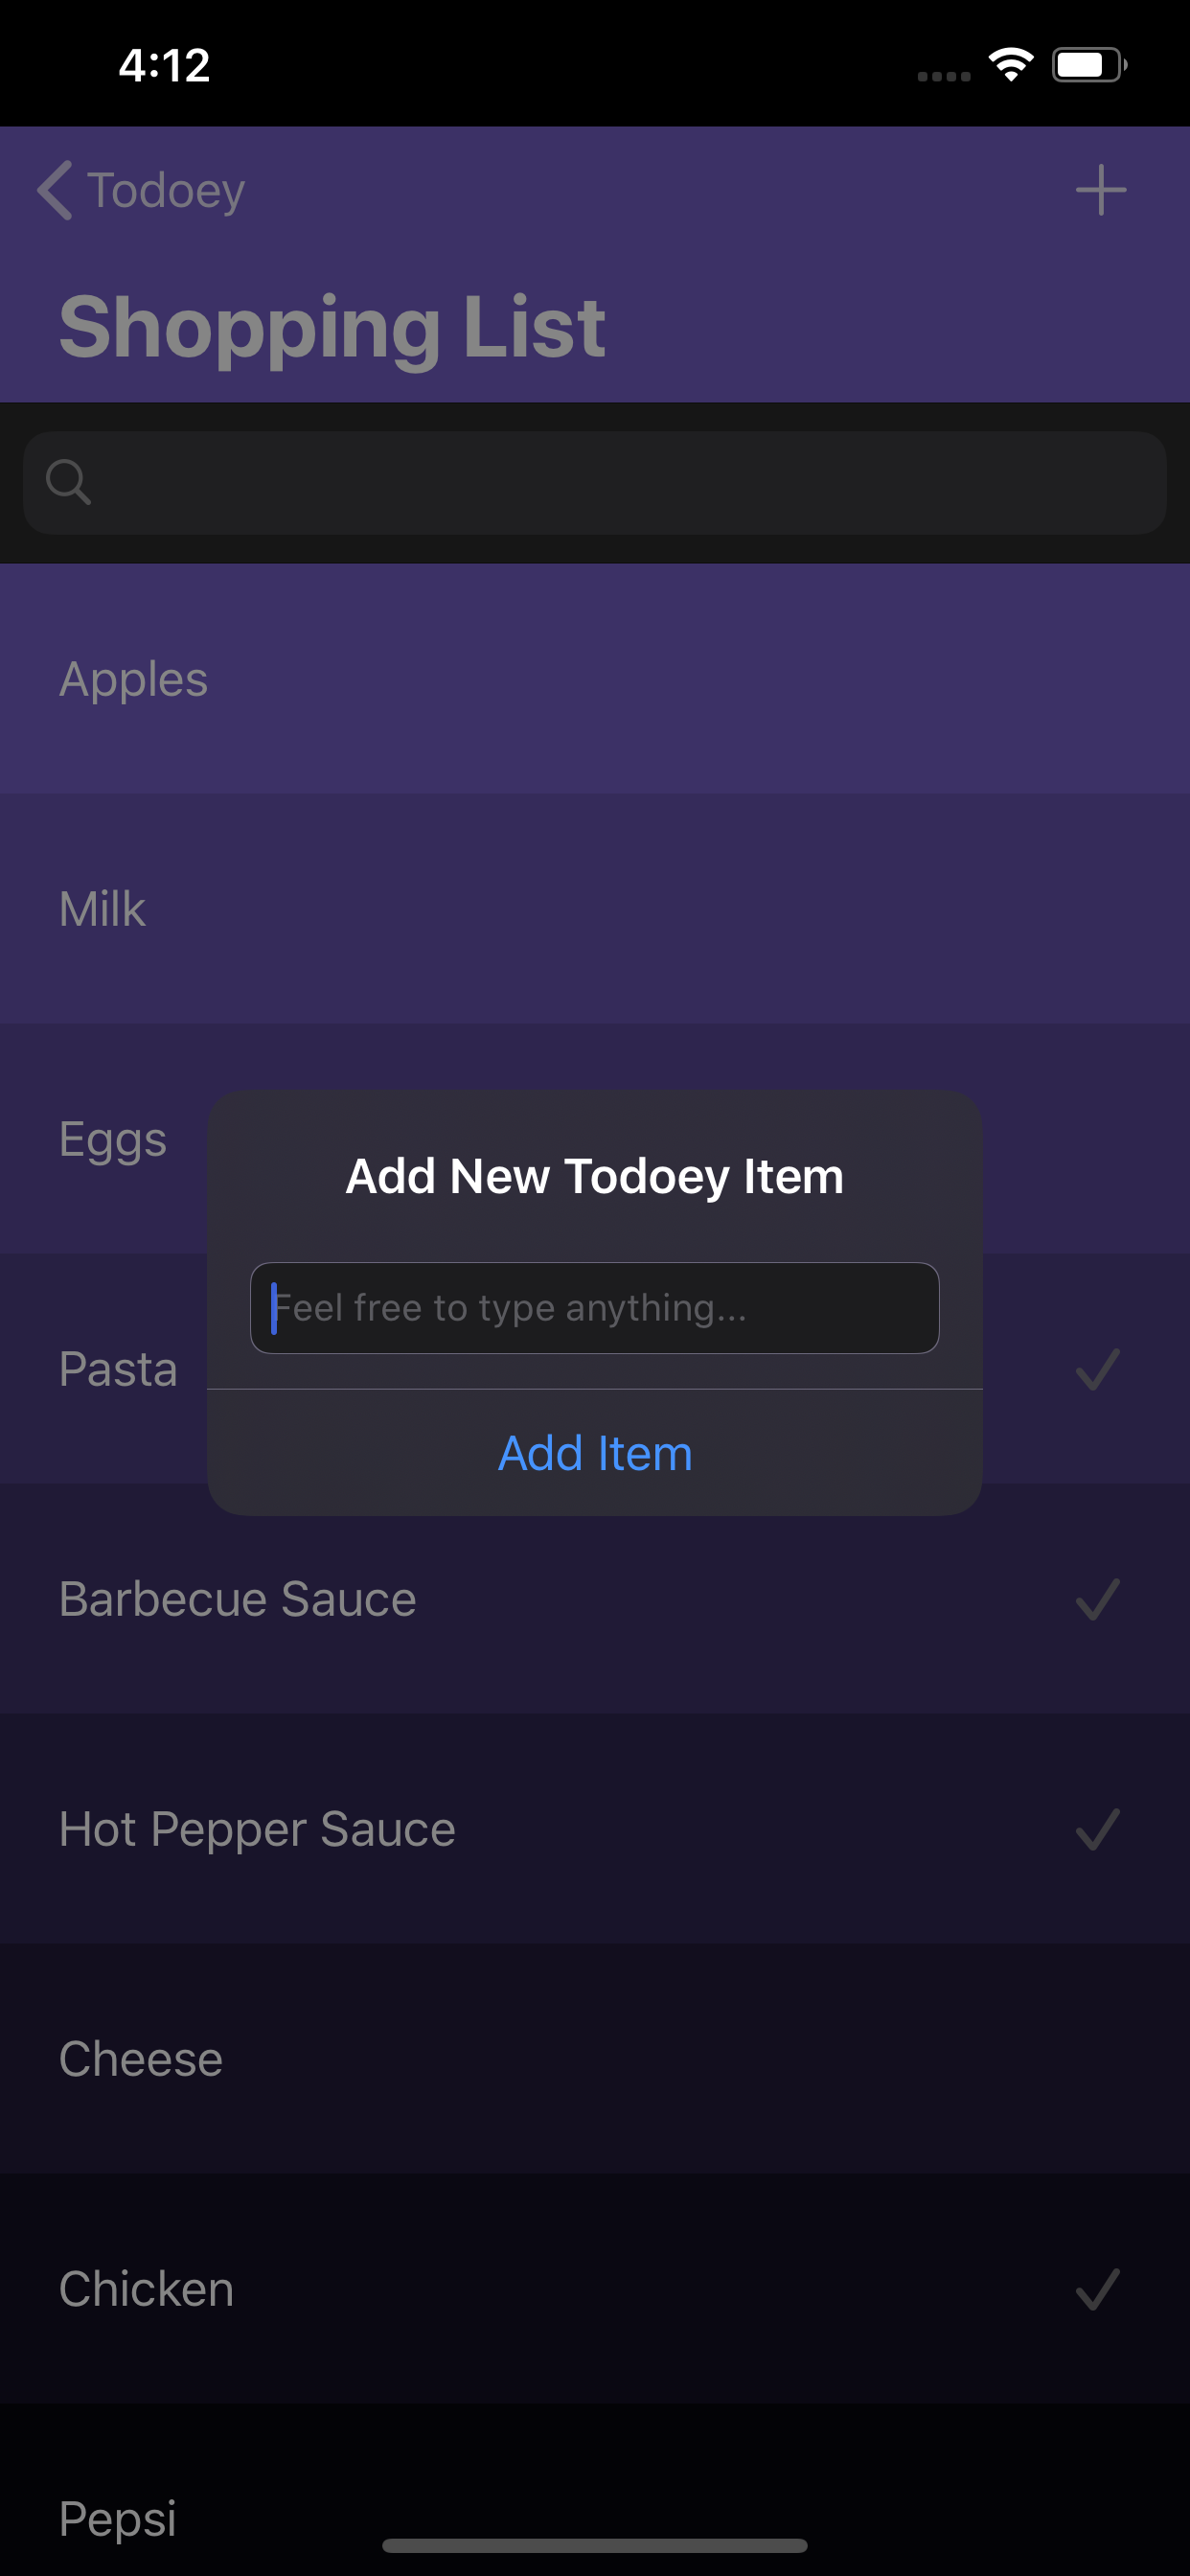 4:12
Todoey
Shopping List
Apples
Milk
Eggs
Add New Todoey Item
Feel free to type anything...
Pasta
Add Item
Barbecue Sauce
Hot Pepper Sauce
Cheese
Chicken
Pepsi